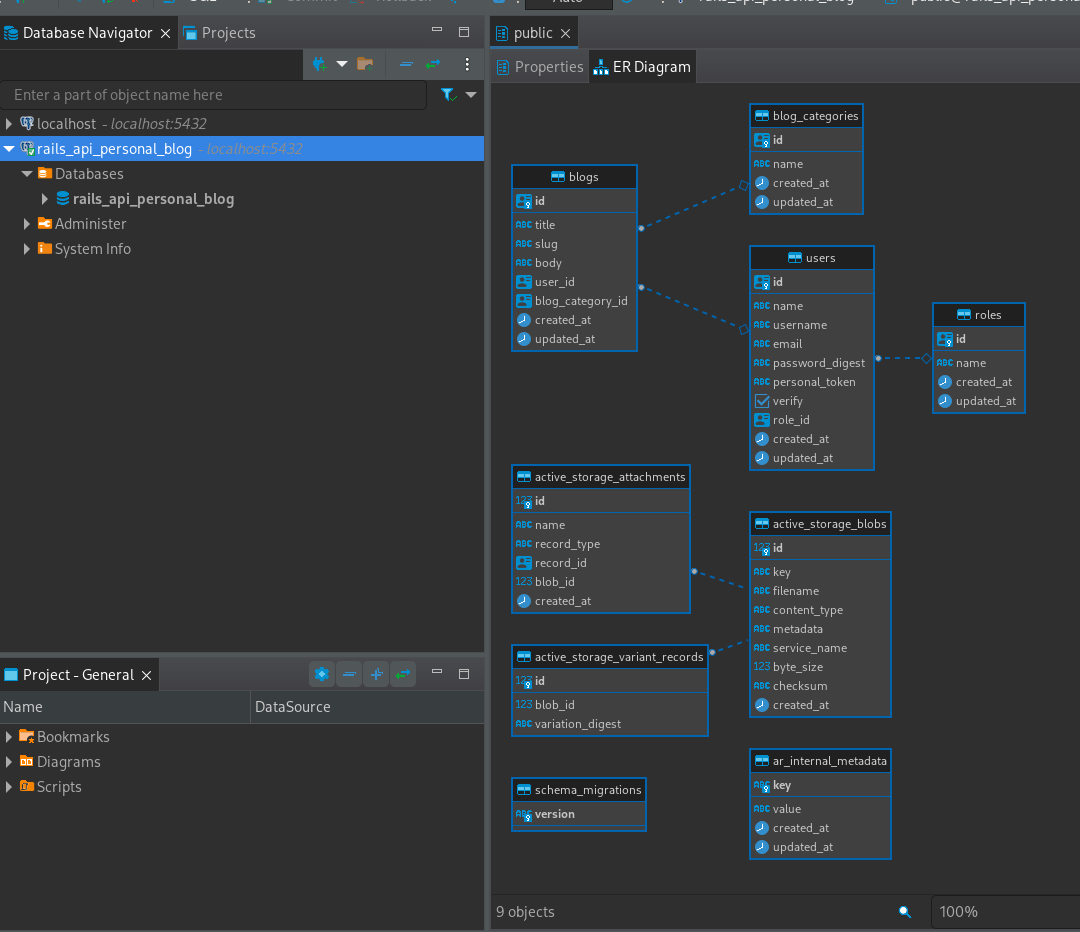 Auto
Database Navigator
Projects
Enter a part of object name here
localhost - localhost:5432
rails_api_personal_blog - localhost:5432
Databases
rails_api_personal_blog
Administer
System Info
Project - General
Name
DataSource
Bookmarks
Diagrams
Scripts
public
Properties
ER Diagram
blogs
id
title
slug
body
user_id
blog_category_id
created_at
updated_at
blog_categories
id
name
created_at
updated_at
users
id
name
username
email
password_digest
personal_token
verify
role_id
created_at
updated_at
roles
id
name
created_at
updated_at
active_storage_attachments
id
name
record_type
record_id
blob_id
created_at
active_storage_blobs
id
key
filename
content_type
metadata
service_name
byte_size
checksum
created_at
active_storage_variant_records
id
blob_id
variation_digest
schema_migrations
version
ar_internal_metadata
key
value
created_at
updated_at
9 objects
100%